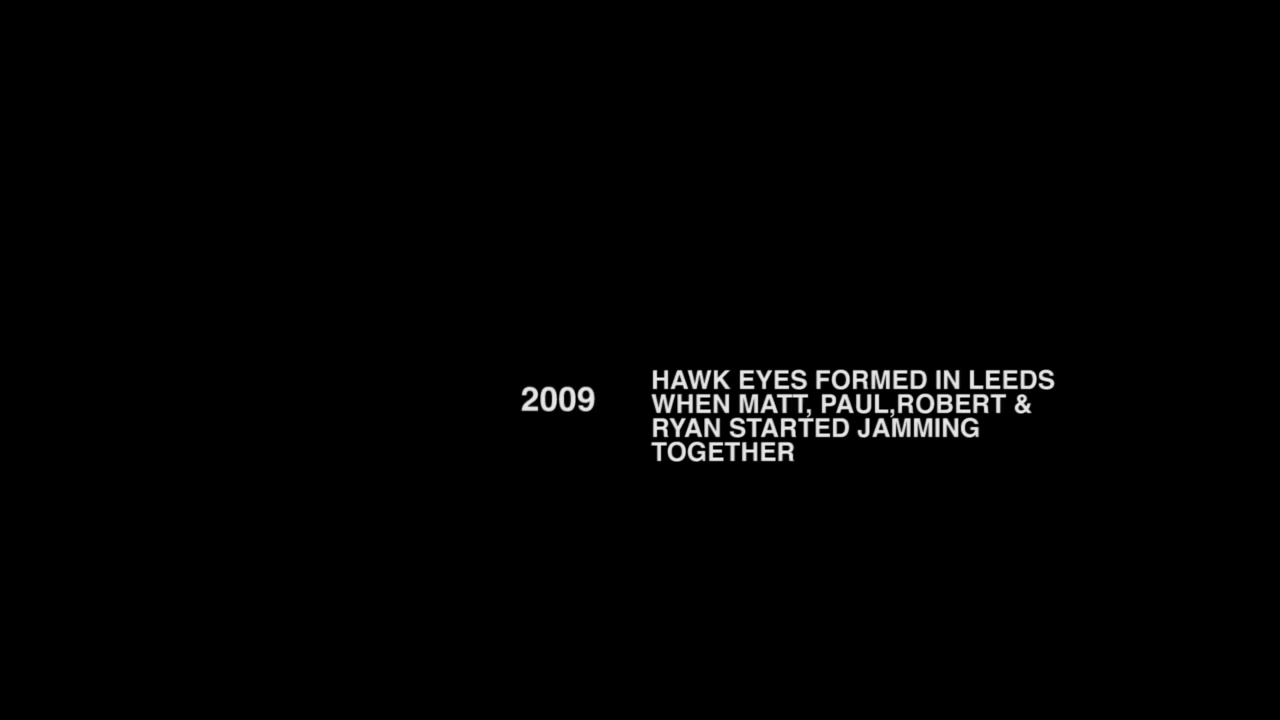 2009
HAWK EYES FORMED IN LEEDS
WHEN MATT, PAUL,ROBERT &
RYAN STARTED JAMMING
TOGETHER